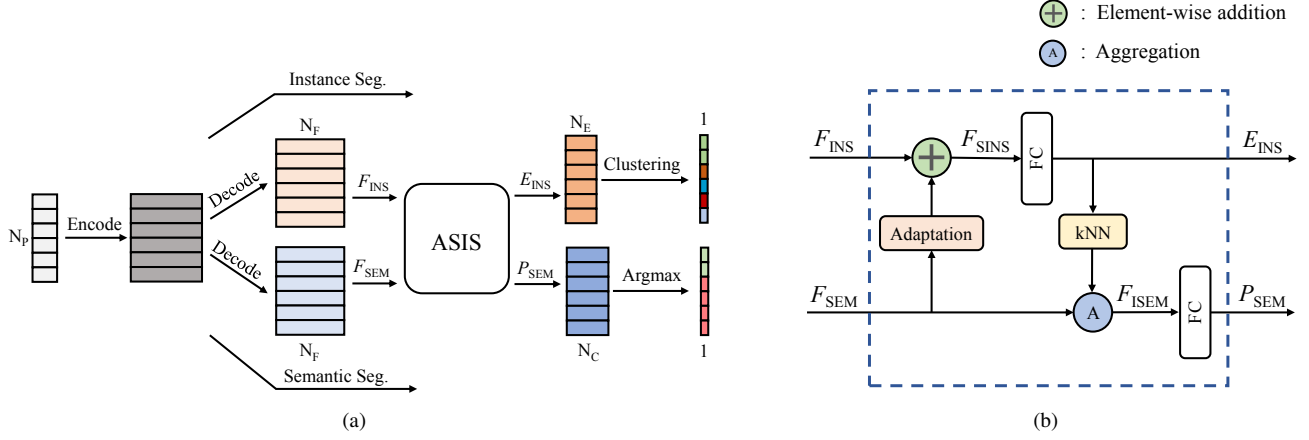 Instance Seg.
N_F
N_E
1
Decode
F_INS
E_INS
Clustering
N_P
Encode
ASIS
Decode
F_SEM
P_SEM
Argmax
N_F
N_C
1
Semantic Seg.
(a)
+ : Element-wise addition
A : Aggregation
F_INS
F_SINS
FC
E_INS
Adaptation
kNN
F_SEM
A
F_ISEM
FC
P_SEM
(b)